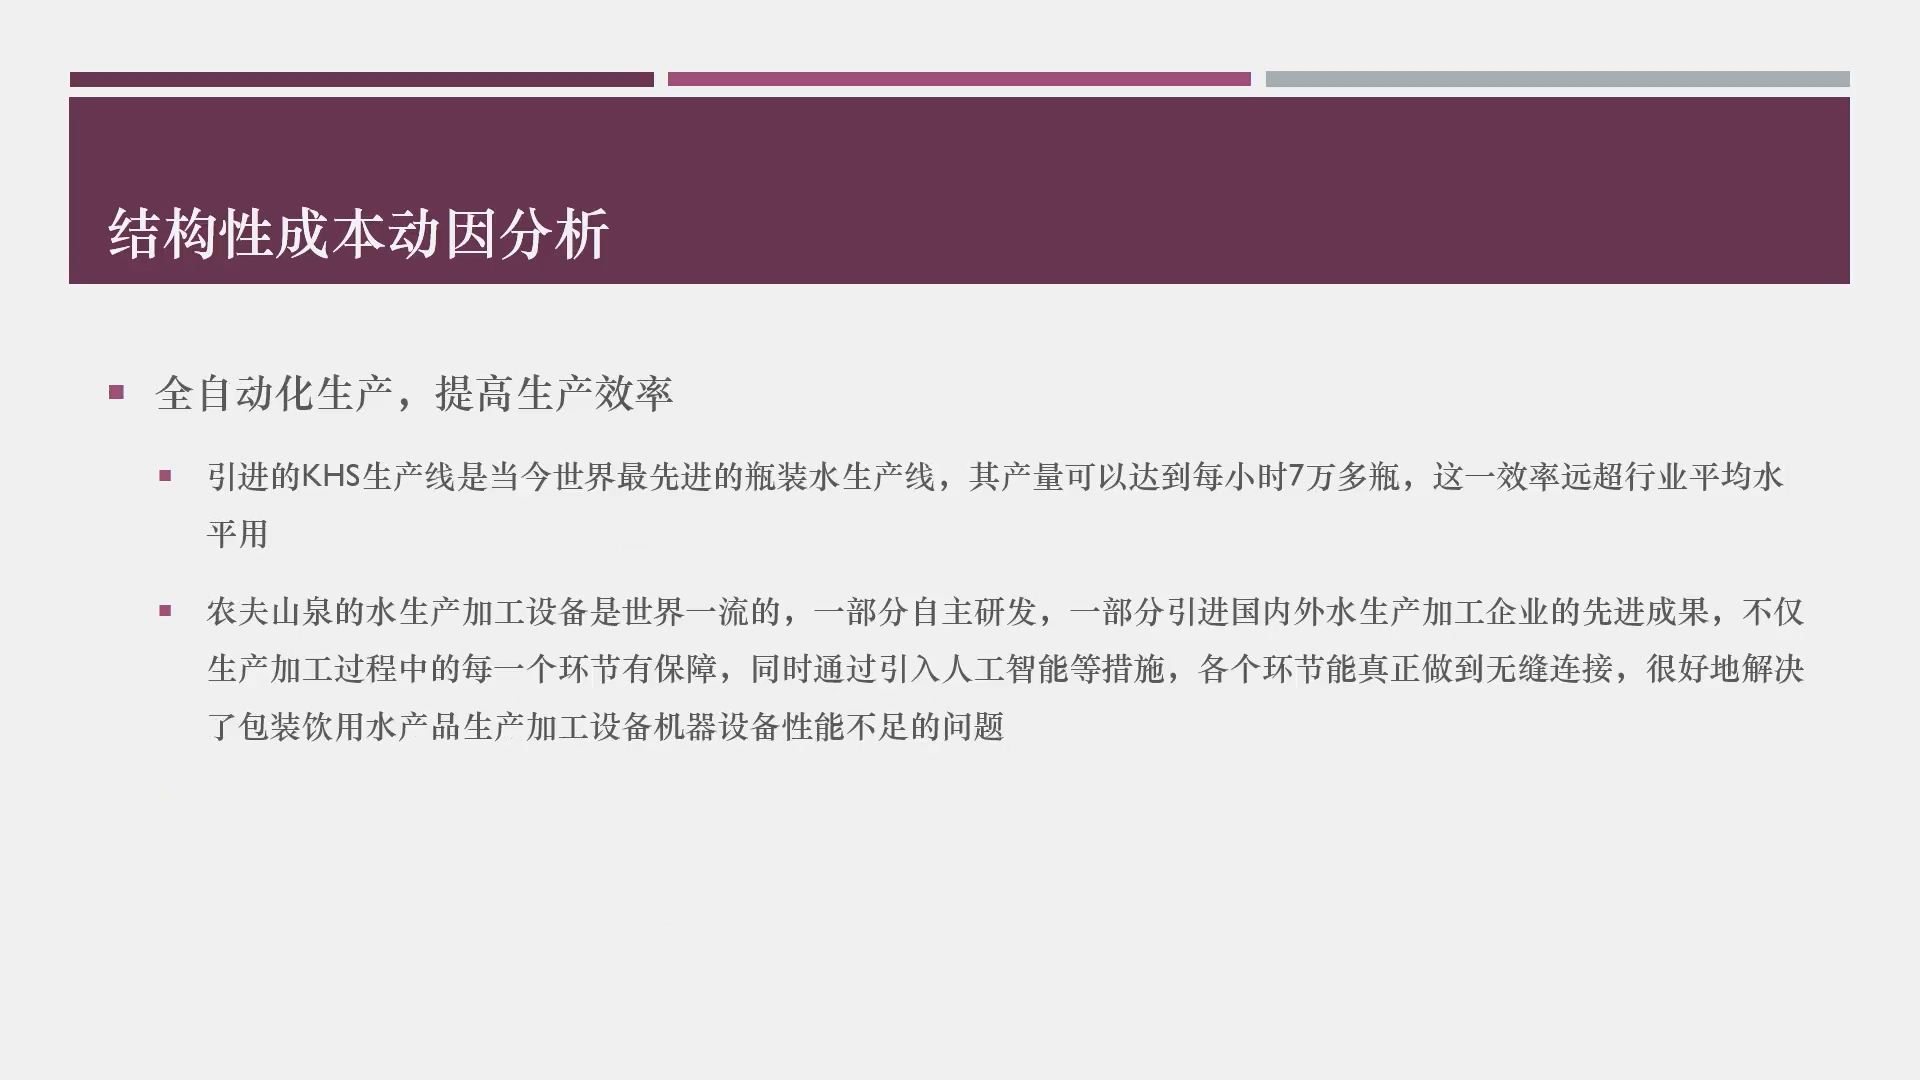 结构性成本动因分析
全自动化生产，提高生产效率
引进的KHS生产线是当今世界最先进的瓶装水生产线，其产量可以达到每小时7万多瓶，这一效率远超行业平均水
平用
农夫山泉的水生产加工设备是世界一流的，一部分自主研发，一部分引进国内外水生产加工企业的先进成果，不仅
生产加工过程中的每一个环节有保障，同时通过引入人工智能等措施，各个环节能真正做到无缝连接，很好地解决
了包装饮用水产品生产加工设备机器设备性能不足的问题